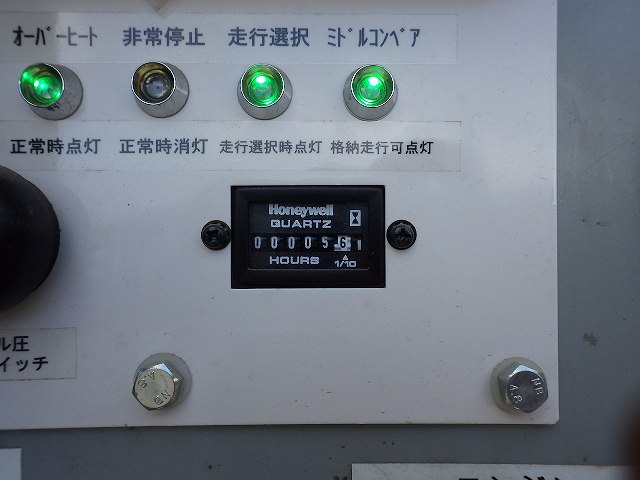 オーバーヒート 非常停止 走行選択 ミドルコンベア
正常時点灯 正常時消灯 走行選択時点灯 格納走行可点灯
Honeywell
QUARTZ
0 0 0 0 5 6 1
HOURS 1/10
ル圧
イッチ